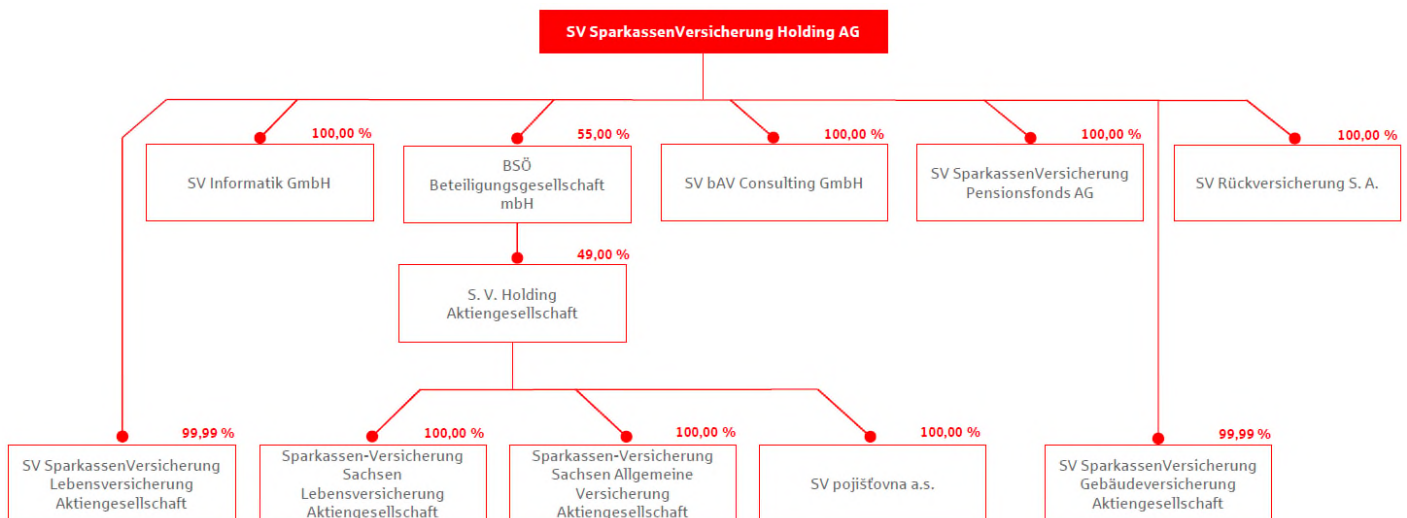 SV SparkassenVersicherung Holding AG
100,00 %
SV Informatik GmbH
55,00 %
BSÖ
Beteiligungsgesellschaft
mbH
100,00 %
SV bAV Consulting GmbH
100,00 %
SV SparkassenVersicherung
Pensionsfonds AG
100,00 %
SV Rückversicherung S. A.
49,00 %
S. V. Holding
Aktiengesellschaft
99,99 %
SV SparkassenVersicherung
Lebensversicherung
Aktiengesellschaft
100,00 %
Sparkassen-Versicherung
Sachsen
Lebensversicherung
Aktiengesellschaft
100,00 %
Sparkassen-Versicherung
Sachsen Allgemeine
Versicherung
Aktiengesellschaft
100,00 %
SV pojišťovna a.s.
99,99 %
SV SparkassenVersicherung
Gebäudeversicherung
Aktiengesellschaft